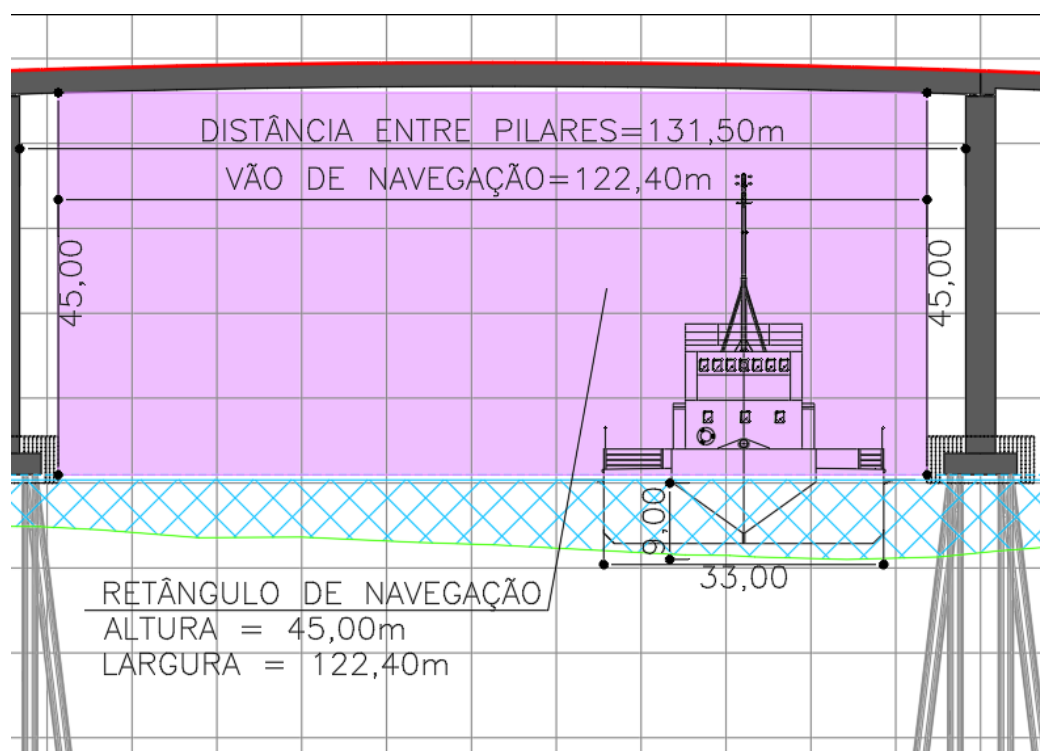 DISTÂNCIA ENTRE PILARES=131,50m
VÃO DE NAVEGAÇÃO=122,40m
45,00
45,00
9,00
33,00
RETÂNGULO DE NAVEGAÇÃO
ALTURA = 45,00m
LARGURA = 122,40m